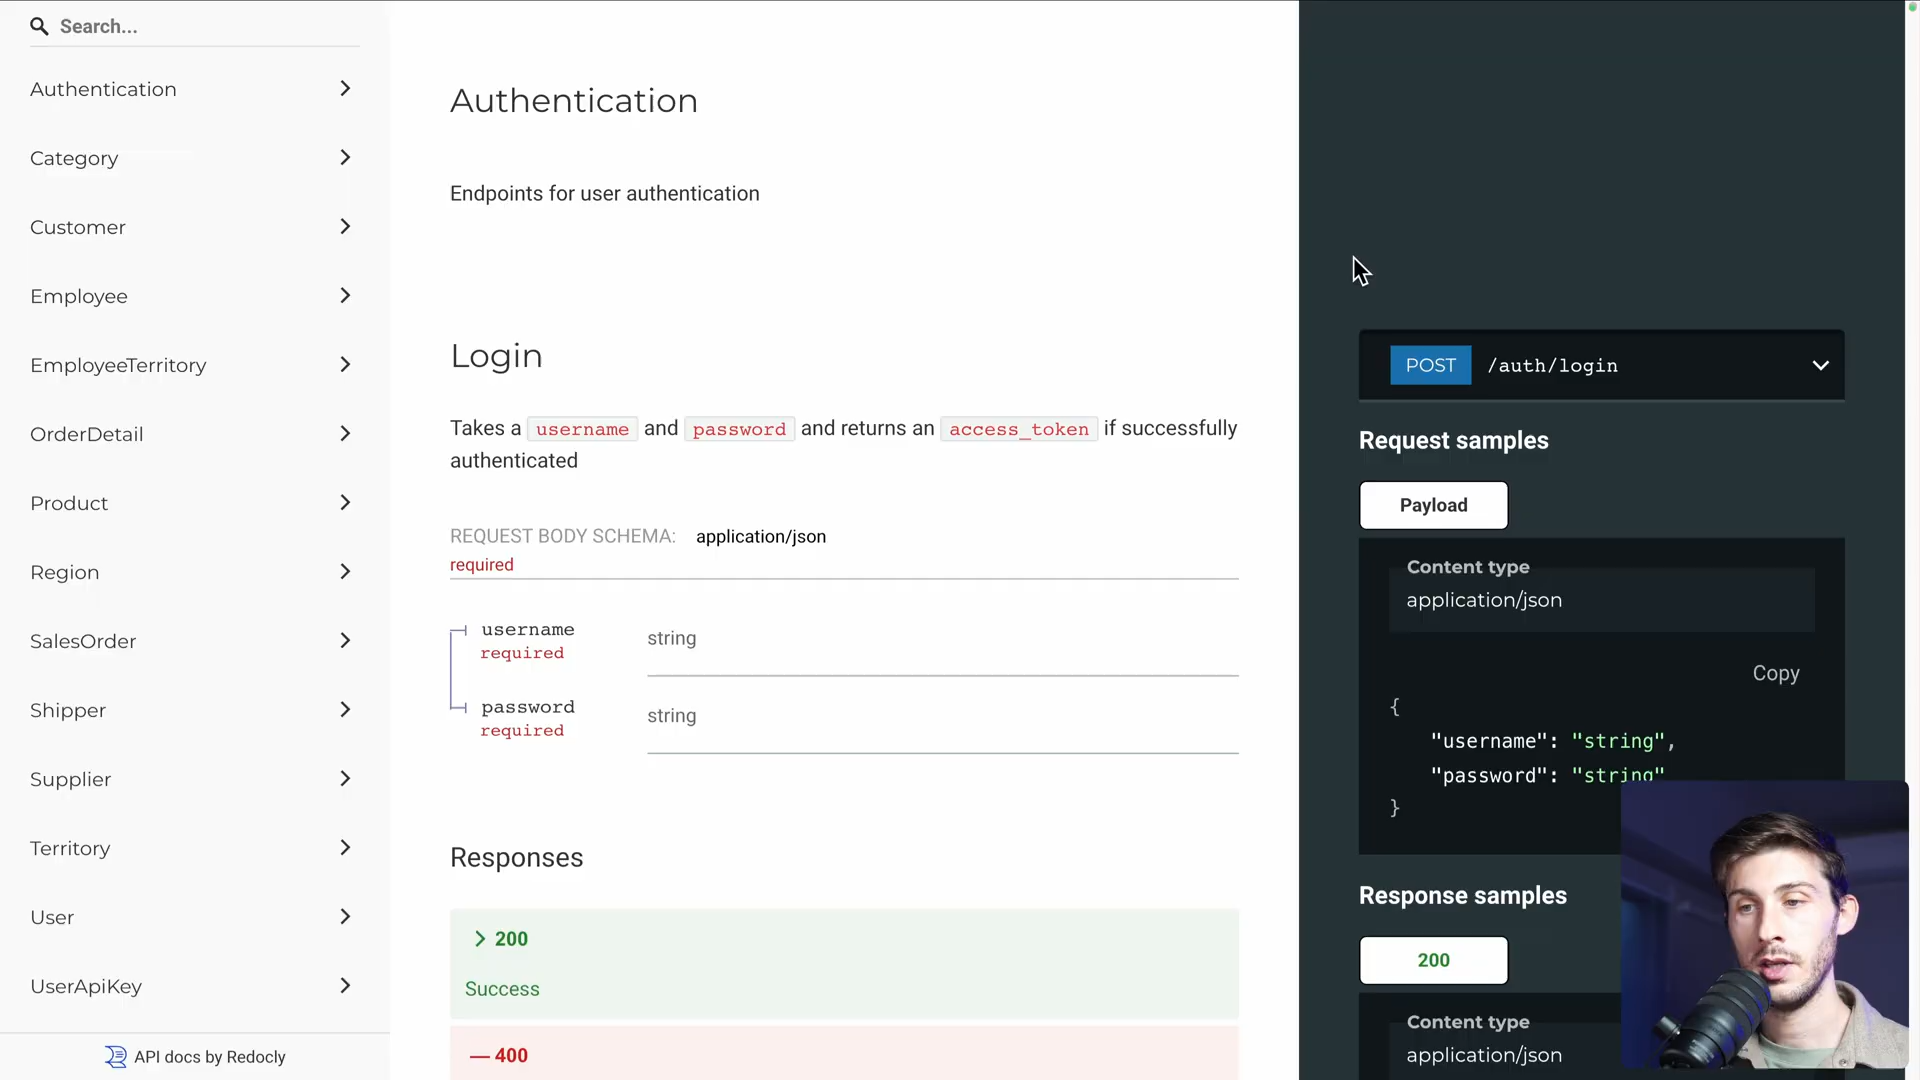 Search...
Authentication
Category
Customer
Employee
EmployeeTerritory
OrderDetail
Product
Region
SalesOrder
Shipper
Supplier
Territory
User
UserApiKey
API docs by Redocly
Authentication
Endpoints for user authentication
Login
Takes a username and password and returns an access_token if successfully
authenticated
REQUEST BODY SCHEMA: application/json
required
username string
required
password string
required
Responses
200
Success
— 400
POST /auth/login
Request samples
Payload
Content type
application/json
Copy
{
"username": "string",
"password": "string"
}
Response samples
200
Content type
application/json